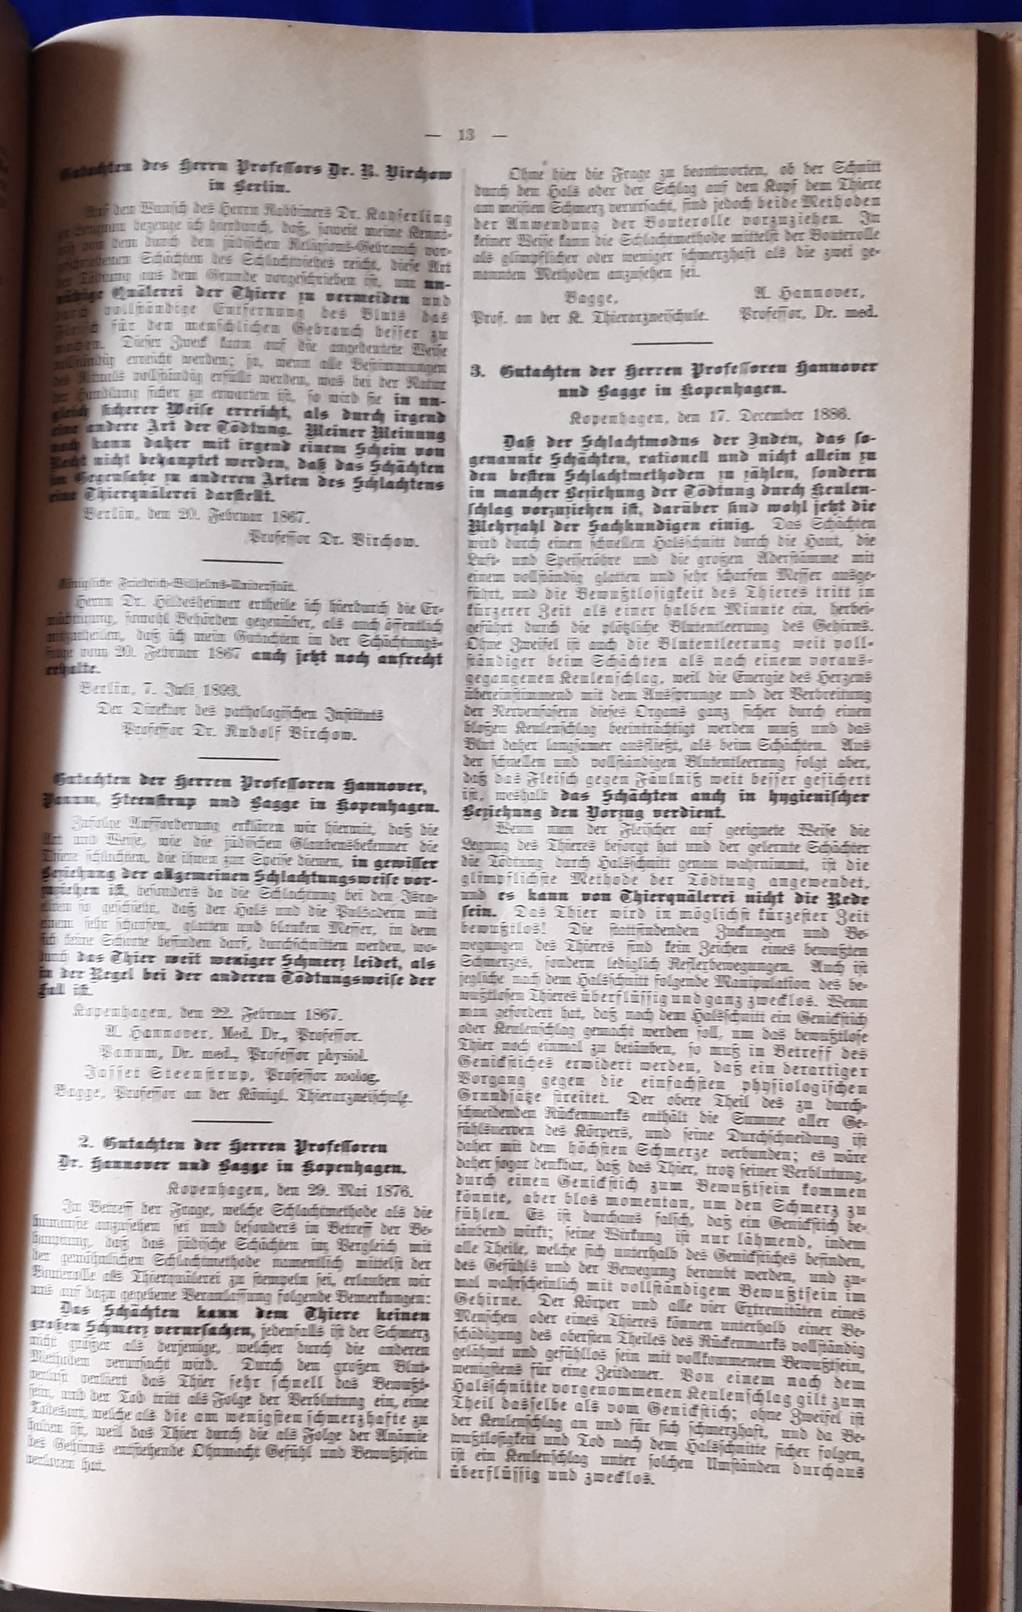 — 13 —
Gutachten des Herrn Professors Dr. R. Virchow
in Berlin.
Auf den Wunsch des Herrn Rabbiners Dr. Kayserling
bezeuge ich hierdurch, daß, soweit meine Kennt-
von dem durch den jüdischen Religions-Gebrauch vor-
geschriebenen Schächten des Schlachtviehes reicht, diese Art
der Tödtung aus dem Grunde vorgeschrieben ist, um un-
nöthige Quälerei der Thiere zu vermeiden und
durch vollständige Entfernung des Bluts das
Fleisch für den menschlichen Gebrauch besser zu
machen. Dieser Zweck kann auf die angedeutete Weise
vollständig erreicht werden; ja, wenn alle Bestimmungen
des Rituals vollständig erfüllt werden, was bei der Natur
der Handlung sicher zu erwarten ist, so wird sie in un-
gleich sicherer Weise erreicht, als durch irgend
eine andere Art der Tödtung. Meiner Meinung
nach kann daher mit irgend einem Schein von
Recht nicht behauptet werden, daß das Schächten
im Gegensatze zu anderen Arten des Schlachtens
eine Thierquälerei darstellt.
Berlin, den 20. Februar 1867.
Professor Dr. Virchow.
Königliche Friedrich-Wilhelms-Universität.
Herrn Dr. Hildesheimer ertheile ich hierdurch die Er-
mächtigung, sowohl Behörden gegenüber, als auch öffentlich
mitzutheilen, daß ich mein Gutachten in der Schächtungs-
frage vom 20. Februar 1867 auch jetzt noch aufrecht
erhalte.
Berlin, 7. Juli 1893.
Der Direktor des pathologischen Instituts
Professor Dr. Rudolf Virchow.
Gutachten der Herren Professoren Hannover,
Panum, Steenstrup und Bagge in Kopenhagen.
Infolge Aufforderung erklären wir hiermit, daß die
Art und Weise, wie die jüdischen Glaubensbekenner die
Thiere schlachten, die ihnen zur Speise dienen, in gewisser
Beziehung der allgemeinen Schlachtungsweise vor-
zuziehen ist, besonders da die Schlachtung bei den Isra-
eliten so geschieht, daß der Hals und die Pulsadern mit
einem sehr scharfen, glatten und blanken Messer, in dem
sich keine Scharte befinden darf, durchschnitten werden, wo-
durch das Thier weit weniger Schmerz leidet, als
in der Regel bei der anderen Tödtungsweise der
Fall ist.
Kopenhagen, den 22. Februar 1867.
A. Hannover, Med. Dr., Professor.
Panum, Dr. med., Professor physiol.
Jaffet Steenstrup, Professor zoolog.
Bagge, Professor an der Königl. Thierarzneischule.
2. Gutachten der Herren Professoren
Dr. Hannover und Bagge in Kopenhagen.
Kopenhagen, den 29. Mai 1876.
In Betreff der Frage, welche Schlachtmethode als die
humanste anzusehen sei und besonders in Betreff der Be-
hauptung, daß das jüdische Schächten im Vergleich mit
der gewöhnlichen Schlachtmethode namentlich mittelst der
Bouterolle als Thierquälerei zu stempeln sei, erlauben wir
uns auf dazu gegebene Veranlassung folgende Bemerkungen:
Das Schächten kann dem Thiere keinen
großen Schmerz verursachen, jedenfalls ist der Schmerz
nicht größer als derjenige, welcher durch die anderen
Methoden verursacht wird. Durch den großen Blut-
verlust verliert das Thier sehr schnell das Bewußt-
sein, und der Tod tritt als Folge der Verblutung ein, eine
Todesart, welche als die am wenigsten schmerzhafte zu
halten ist, weil das Thier durch die als Folge der Anämie
des Gehirns entstehende Ohnmacht Gefühl und Bewußtsein
verloren hat.
Ohne hier die Frage zu beantworten, ob der Schnitt
durch den Hals oder der Schlag auf den Kopf dem Thiere
am meisten Schmerz verursacht, sind jedoch beide Methoden
der Anwendung der Bouterolle vorzuziehen. In
keiner Weise kann die Schlachtmethode mittelst der Bouterolle
als glimpflicher oder weniger schmerzhaft als die zwei ge-
nannten Methoden anzusehen sei.
Bagge, A. Hannover,
Prof. an der K. Thierarzneischule. Professor, Dr. med.
3. Gutachten der Herren Professoren Hannover
und Bagge in Kopenhagen.
Kopenhagen, den 17. December 1886.
Daß der Schlachtmodus der Juden, das so-
genannte Schächten, rationell und nicht allein zu
den besten Schlachtmethoden zu zählen, sondern
in mancher Beziehung der Tödtung durch Keulen-
schlag vorzuziehen ist, darüber sind wohl jetzt die
Mehrzahl der Sachkundigen einig. Das Schächten
wird durch einen schnellen Halsschnitt durch die Haut, die
Luft- und Speiseröhre und die großen Aderstämme mit
einem vollständig glatten und sehr scharfen Messer ausge-
führt, und die Bewußtlosigkeit des Thieres tritt in
kürzerer Zeit als einer halben Minute ein, herbei-
geführt durch die plötzliche Blutentleerung des Gehirns.
Ohne Zweifel ist auch die Blutentleerung weit voll-
ständiger beim Schächten als nach einem voraus-
gegangenen Keulenschlag, weil die Energie des Herzens
übereinstimmend mit dem Aussprunge und der Verbreitung
der Nervenfasern dieses Organs ganz sicher durch einen
bloßen Keulenschlag beeinträchtigt werden muß und das
Blut daher langsamer ausfließt, als beim Schächten. Aus
der schnellen und vollständigen Blutentleerung folgt aber,
daß das Fleisch gegen Fäulniß weit besser gesichert
ist, weshalb das Schächten auch in hygienischer
Beziehung den Vorzug verdient.
Wenn nun der Fleischer auf geeignete Weise die
Legung des Thieres besorgt hat und der gelernte Schächter
die Tödtung durch Halsschnitt genau wahrnimmt, ist die
glimpflichste Methode der Tödtung angewendet,
und es kann von Thierquälerei nicht die Rede
sein. Das Thier wird in möglichst kürzester Zeit
bewußtlos! Die stattfindenden Zuckungen und Be-
wegungen des Thieres sind kein Zeichen eines bewußten
Schmerzes, sondern lediglich Reflexbewegungen. Auch ist
jegliche nach dem Halsschnitt folgende Manipulation des be-
wußtlosen Thieres überflüssig und ganz zwecklos. Wenn
man gefordert hat, daß nach dem Halsschnitt ein Genickstich
oder Keulenschlag gemacht werden soll, um das bewußtlose
Thier noch einmal zu betäuben, so muß in Betreff des
Genickstiches erwidert werden, daß ein derartiger
Vorgang gegen die einfachsten physiologischen
Grundsätze streitet. Der obere Theil des zu durch-
schneidenden Rückenmarks enthält die Summe aller Ge-
fühlsnerven des Körpers, und seine Durchschneidung ist
daher mit dem höchsten Schmerze verbunden; es wäre
daher sogar denkbar, daß das Thier, trotz seiner Verblutung,
durch einen Genickstich zum Bewußtsein kommen
könnte, aber blos momentan, um den Schmerz zu
fühlen. Es ist durchaus falsch, daß ein Genickstich be-
täubend wirkt; seine Wirkung ist nur lähmend, indem
alle Theile, welche sich unterhalb des Genickstiches befinden,
des Gefühls und der Bewegung beraubt werden, und zu-
mal wahrscheinlich mit vollständigem Bewußtsein im
Gehirne. Der Körper und alle vier Extremitäten eines
Menschen oder eines Thieres können unterhalb einer Be-
schädigung des obersten Theiles des Rückenmarks vollständig
gelähmt und gefühllos sein mit vollkommenem Bewußtsein,
wenigstens für eine Zeitdauer. Von einem nach dem
Halsschnitte vorgenommenen Keulenschlag gilt zum
Theil dasselbe als vom Genickstich; ohne Zweifel ist
der Keulenschlag an und für sich schmerzhaft, und da Be-
wußtlosigkeit und Tod nach dem Halsschnitte sicher folgen,
ist ein Keulenschlag unter solchen Umständen durchaus
überflüssig und zwecklos.